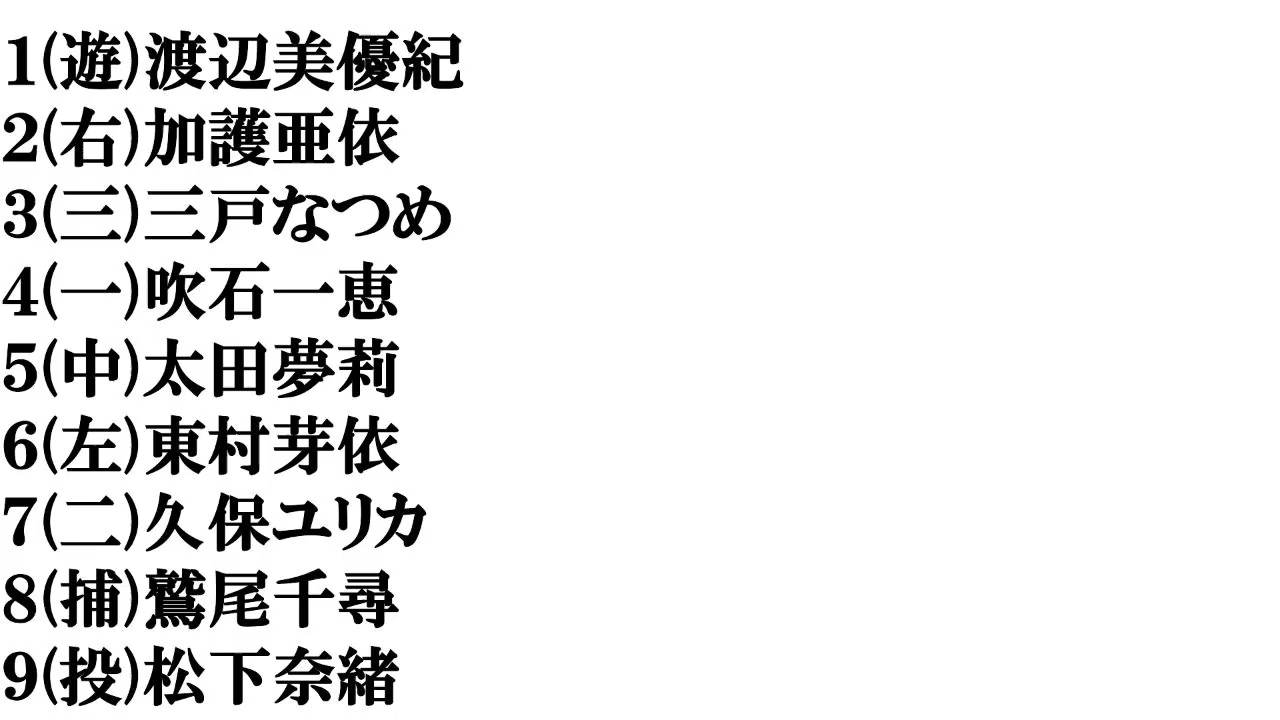 1(遊)渡辺美優紀
2(右)加護亜依
3(三)三戸なつめ
4(一)吹石一恵
5(中)太田夢莉
6(左)東村芽依
7(二)久保ユリカ
8(捕)鷲尾千尋
9(投)松下奈緒